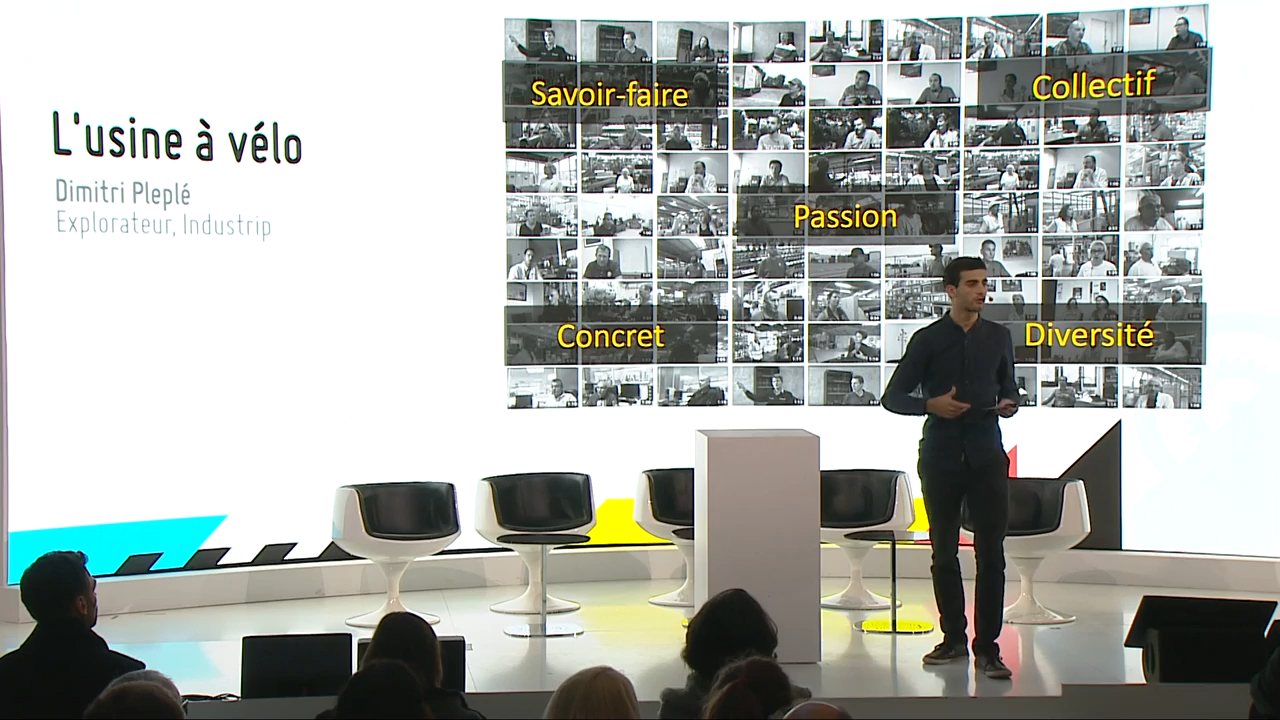 L'usine à vélo
Dimitri Pleplé
Explorateur, Industrip
Savoir-faire
Collectif
Passion
Concret
Diversité